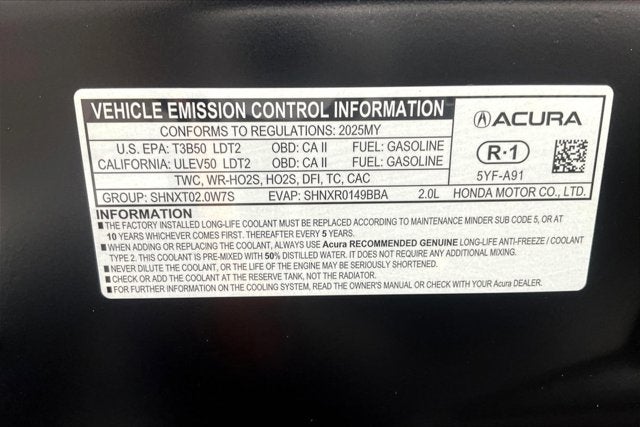 VEHICLE EMISSION CONTROL INFORMATION
CONFORMS TO REGULATIONS: 2025MY
U.S. EPA: T3B50 LDT2 OBD: CA II FUEL: GASOLINE
CALIFORNIA: ULEV50 LDT2 OBD: CA II FUEL: GASOLINE
TWC, WR-HO2S, HO2S, DFI, TC, CAC
GROUP: SHNXT02.0W7S EVAP: SHNXR0149BBA 2.0L
ACURA
R·1
5YF-A91
HONDA MOTOR CO., LTD.
INFORMATION
■ THE FACTORY INSTALLED LONG-LIFE COOLANT MUST BE REPLACED ACCORDING TO MAINTENANCE MINDER SUB CODE 5, OR AT
10 YEARS WHICHEVER COMES FIRST. THEREAFTER EVERY 5 YEARS.
■ WHEN ADDING OR REPLACING THE COOLANT, ALWAYS USE Acura RECOMMENDED GENUINE LONG-LIFE ANTI-FREEZE / COOLANT
TYPE 2. THIS COOLANT IS PRE-MIXED WITH 50% DISTILLED WATER. IT DOES NOT REQUIRE ANY ADDITIONAL MIXING.
■ NEVER DILUTE THE COOLANT, OR THE LIFE OF THE ENGINE MAY BE SERIOUSLY SHORTENED.
■ CHECK OR ADD THE COOLANT AT THE RESERVE TANK, NOT THE RADIATOR.
■ FOR FURTHER INFORMATION ON THE COOLING SYSTEM, READ THE OWNER'S MANUAL OR CHECK WITH YOUR Acura DEALER.